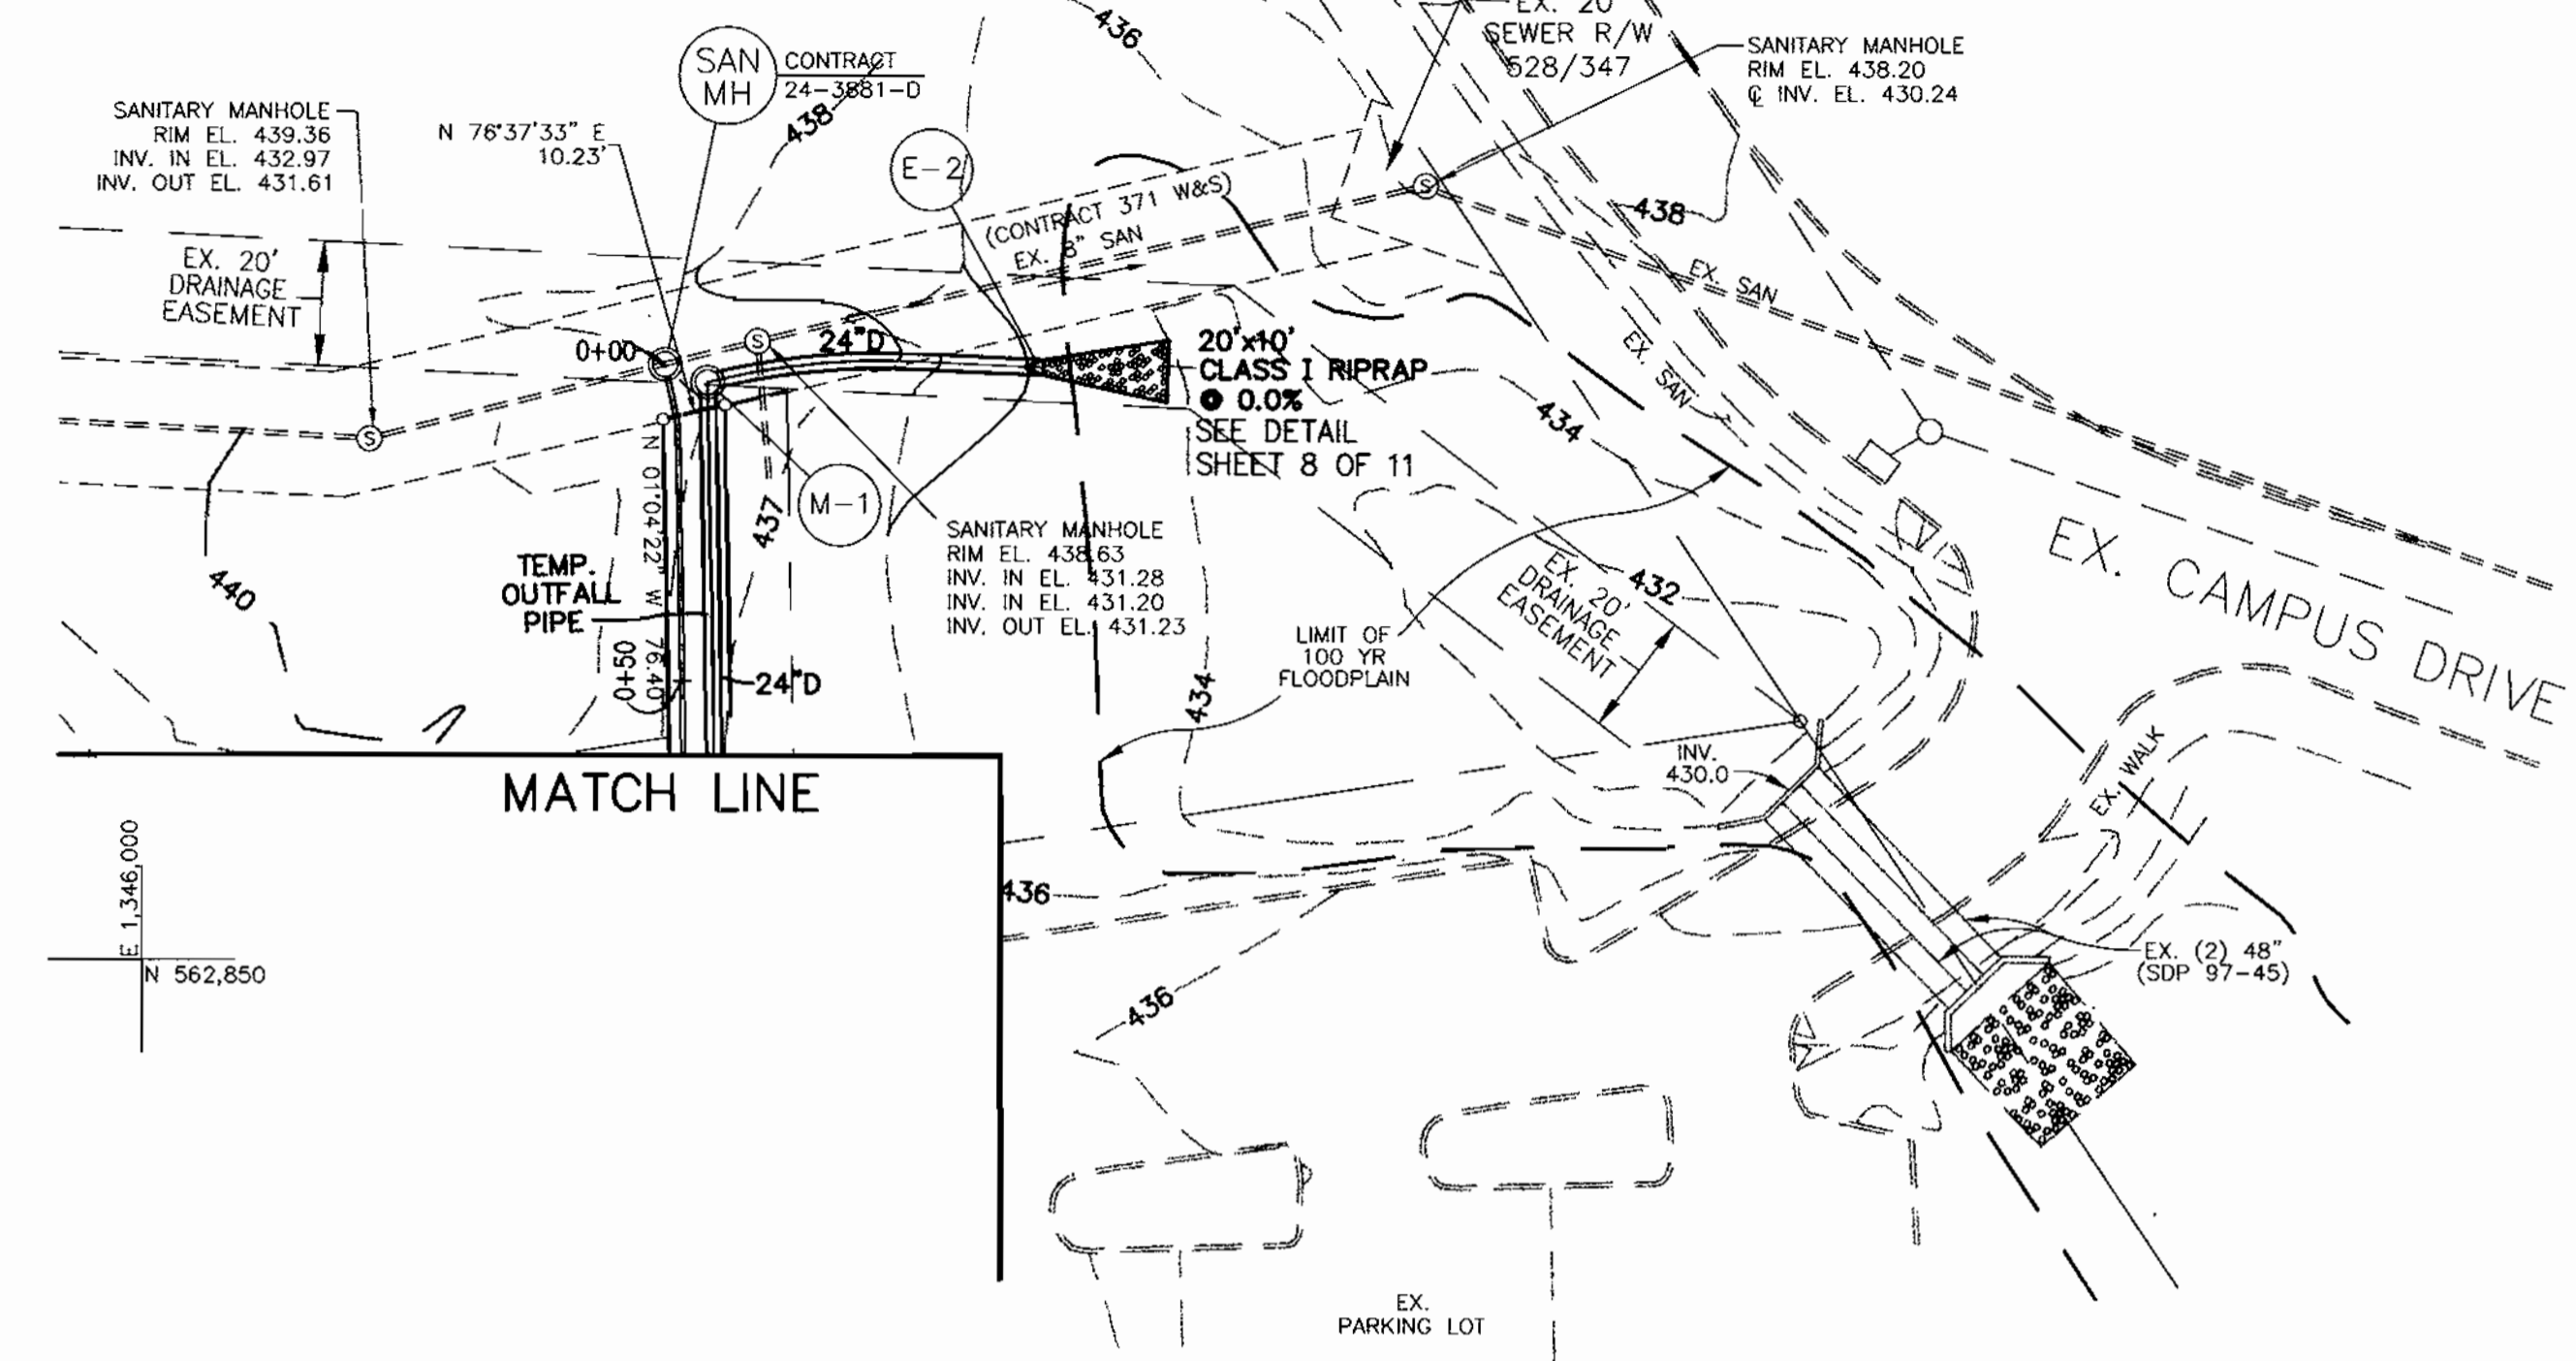 EX. 20'
SEWER R/W
528/347
SANITARY MANHOLE
RIM EL. 438.20
℄ INV. EL. 430.24
436
SAN
MH
CONTRACT
24-3881-D
438
SANITARY MANHOLE
RIM EL. 439.36
INV. IN EL. 432.97
INV. OUT EL. 431.61
N 76°37'33" E
10.23'
E-2
(CONTRACT 371 W&S)
EX. 8" SAN
438
EX. SAN
EX. 20'
DRAINAGE
EASEMENT
0+00
24"D
20'x10'
CLASS I RIPRAP
@ 0.0%
SEE DETAIL
SHEET 8 OF 11
EX. SAN
434
M-1
437
N 01°04'22" W 76.40'
SANITARY MANHOLE
RIM EL. 438.63
INV. IN EL. 431.28
INV. IN EL. 431.20
INV. OUT EL. 431.23
TEMP.
OUTFALL
PIPE
440
0+50
24"D
434
LIMIT OF
100 YR
FLOODPLAIN
EX. 20'
DRAINAGE
EASEMENT
432
EX. CAMPUS DRIVE
INV.
430.0
EX. WALK
MATCH LINE
E 1,346,000
N 562,850
436
436
EX. (2) 48"
(SDP 97-45)
EX.
PARKING LOT